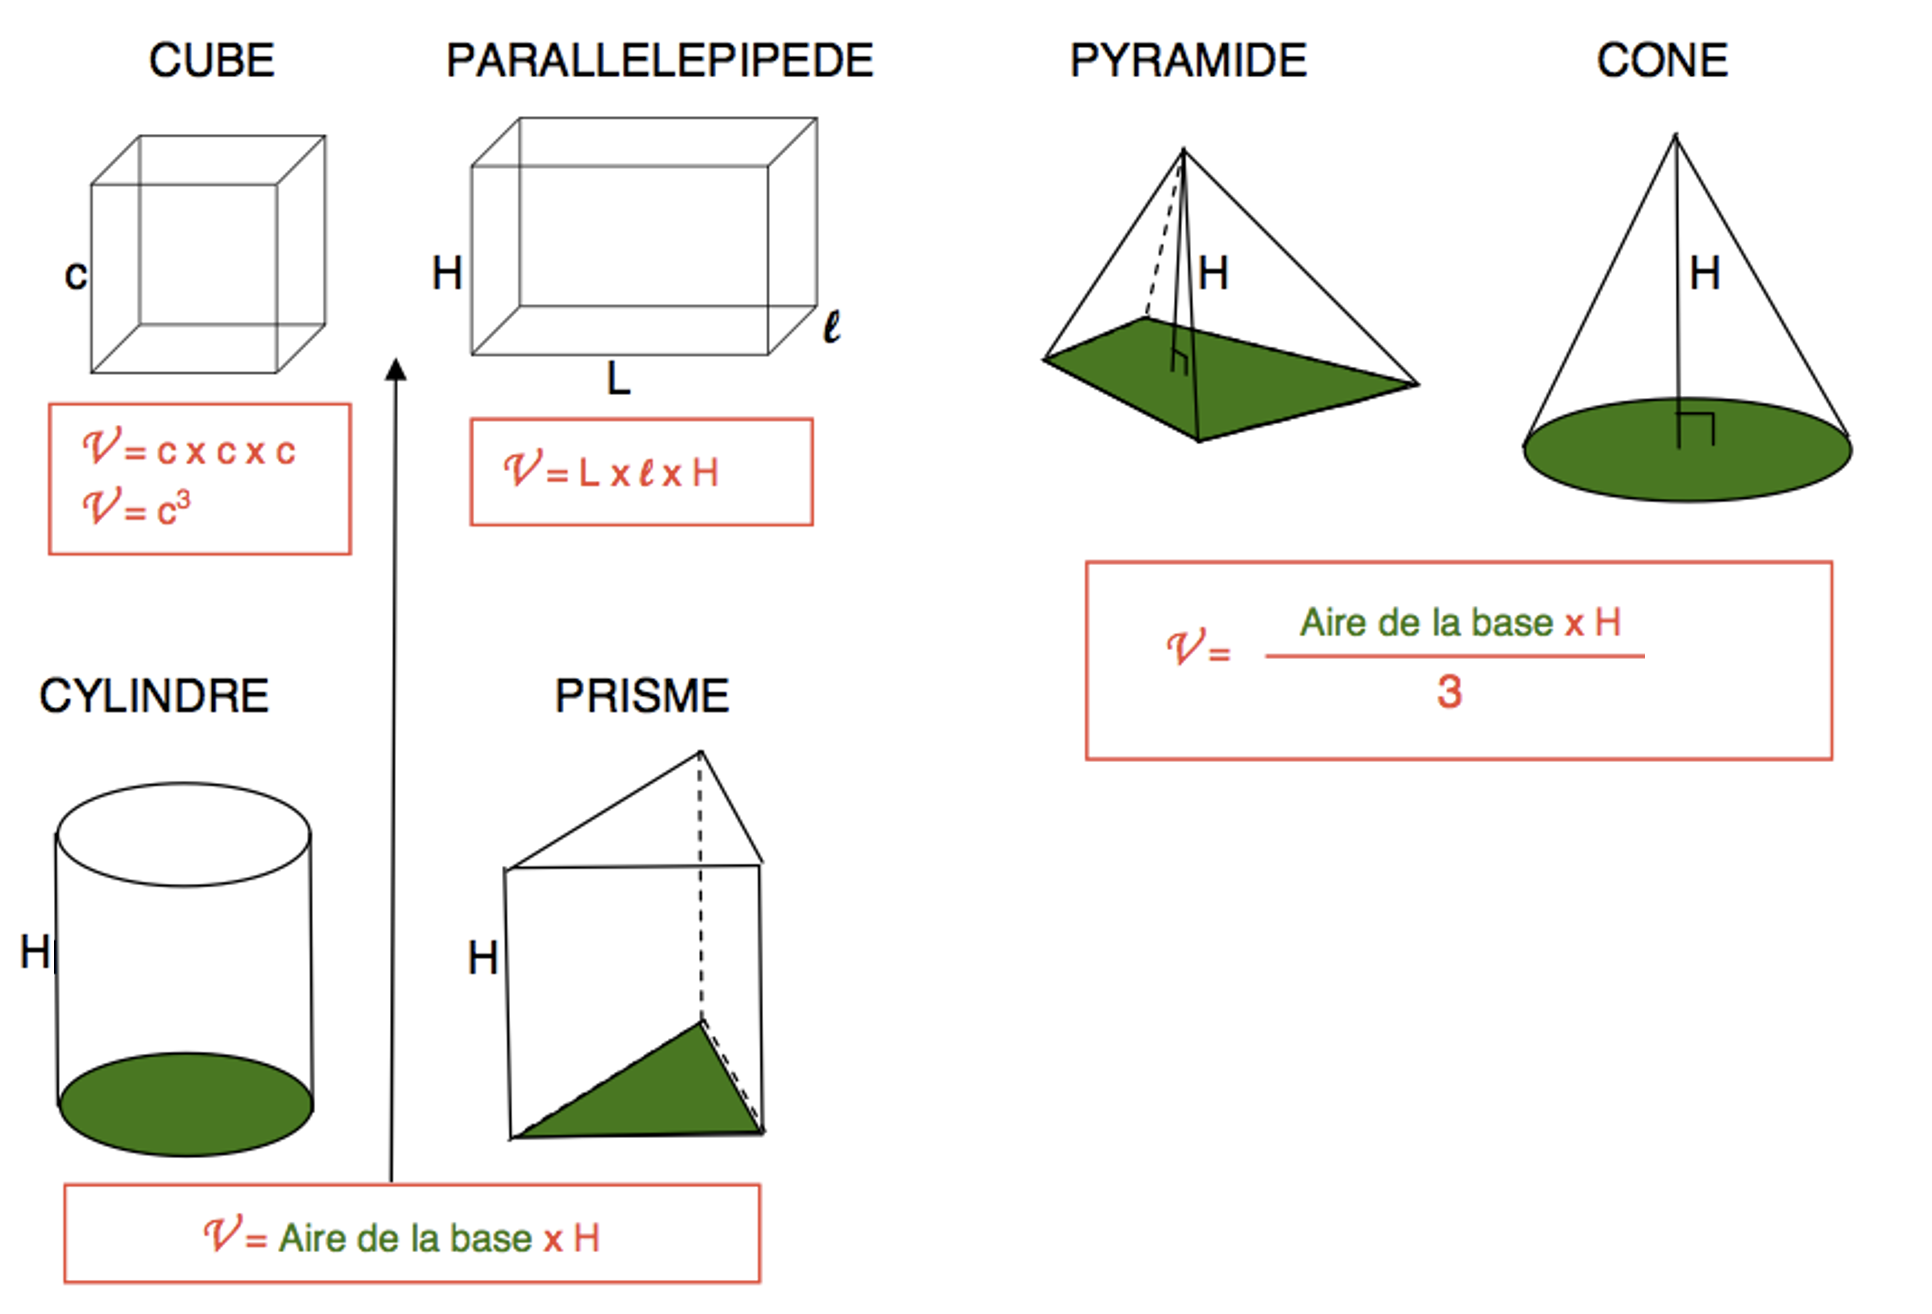 CUBE
PARALLELEPIPEDE
PYRAMIDE
CONE
c
H
L
ℓ
H
H
𝒱 = c x c x c
𝒱 = c³
𝒱 = L x ℓ x H
𝒱 = Aire de la base x H
3
CYLINDRE
PRISME
H
H
𝒱 = Aire de la base x H